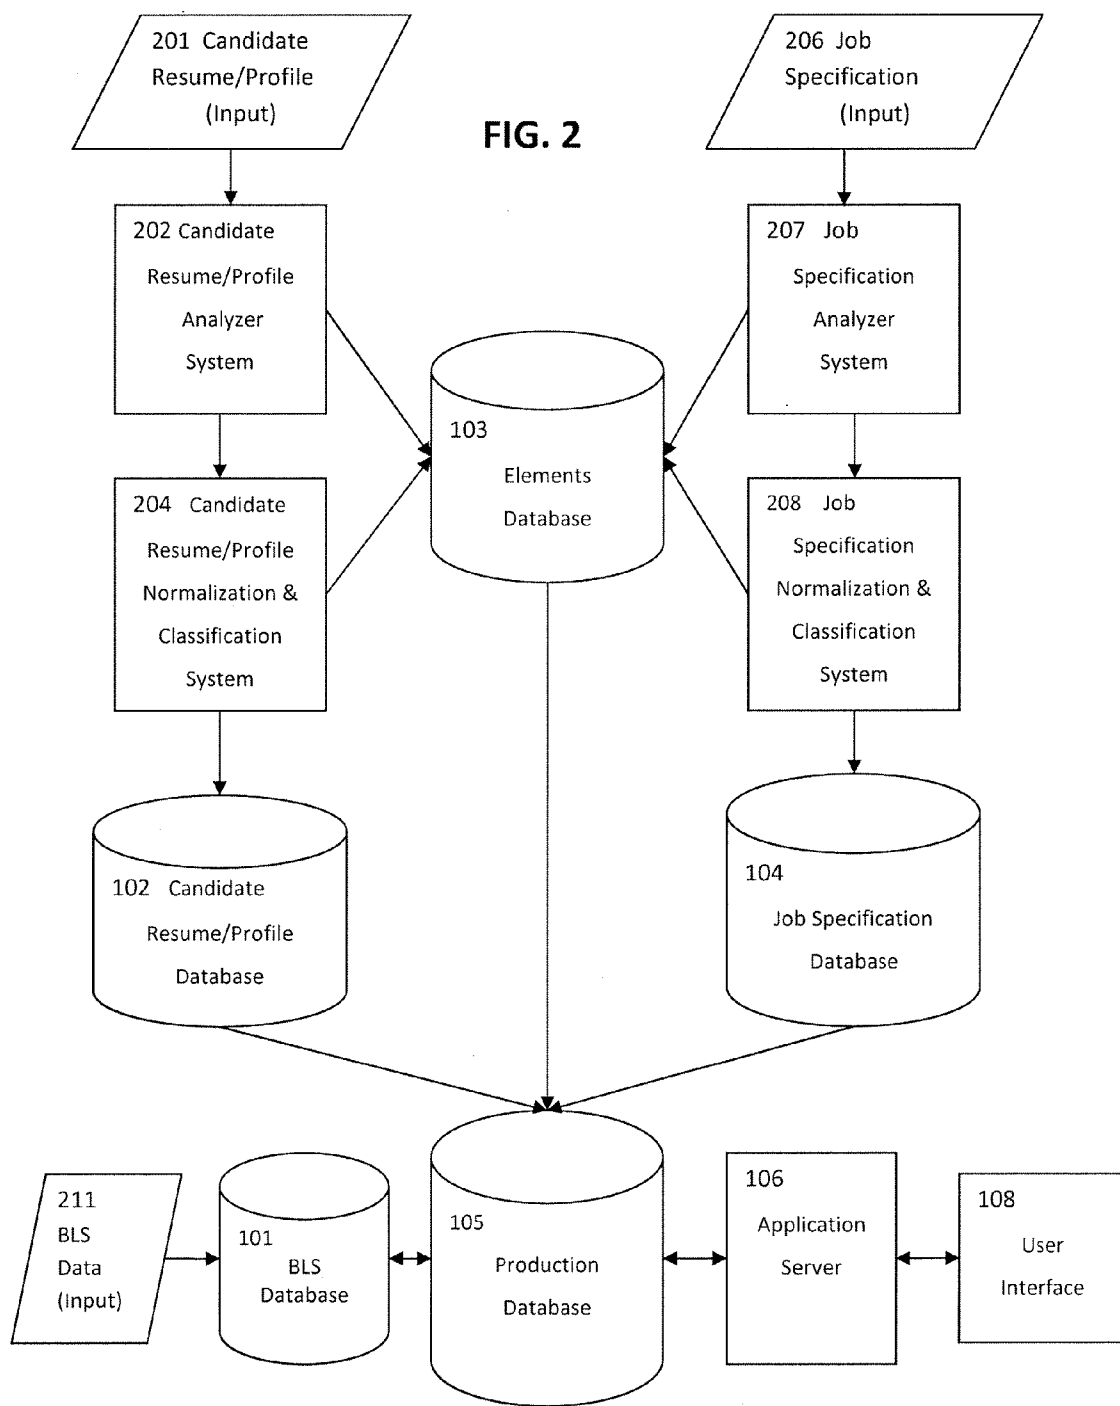 201 Candidate
Resume/Profile
(Input)
206 Job
Specification
(Input)
FIG. 2
202 Candidate
Resume/Profile
Analyzer
System
207 Job
Specification
Analyzer
System
103
Elements
Database
204 Candidate
Resume/Profile
Normalization &
Classification
System
208 Job
Specification
Normalization &
Classification
System
102 Candidate
Resume/Profile
Database
104
Job Specification
Database
211
BLS
Data
(Input)
101
BLS
Database
105
Production
Database
106
Application
Server
108
User
Interface